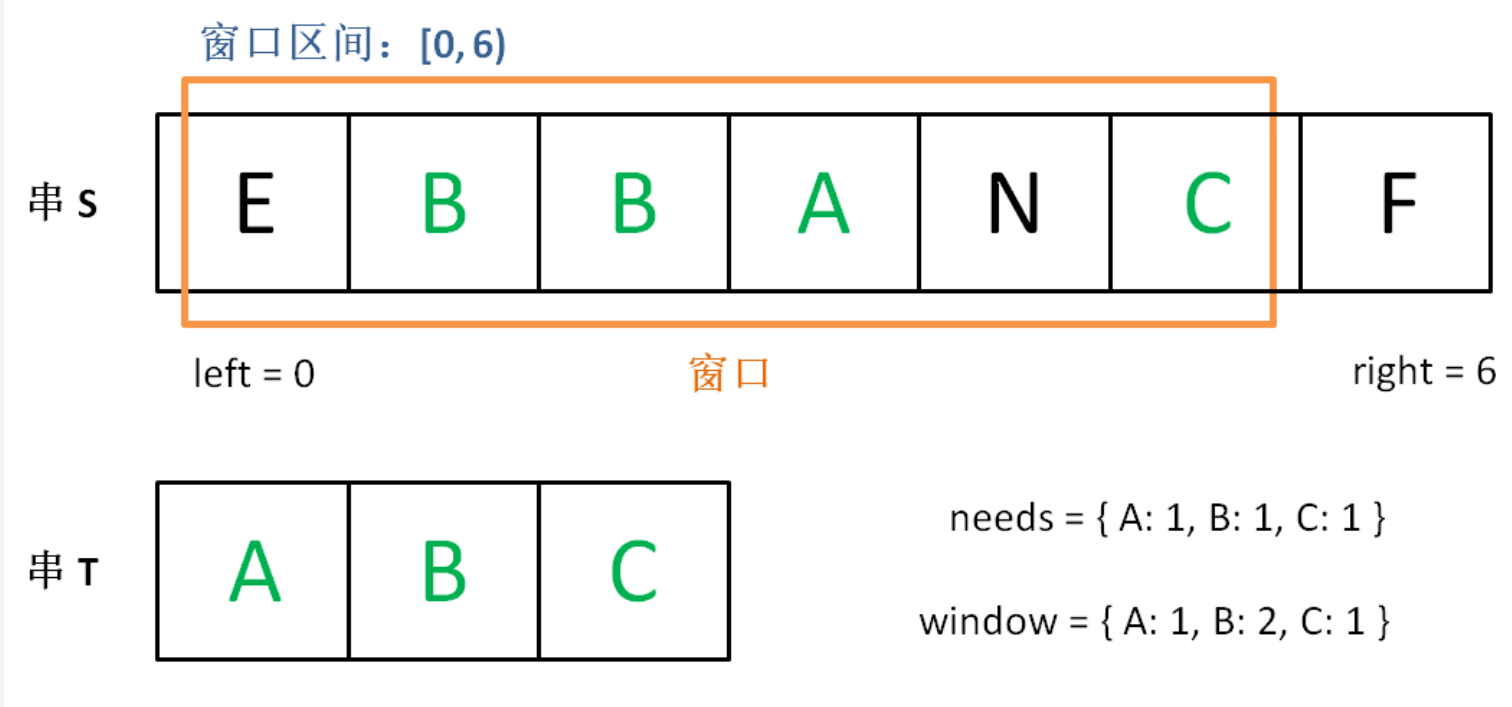 窗口区间：[0, 6)
串 S
E B B A N C F
left = 0
窗口
right = 6
串 T
A B C
needs = { A: 1, B: 1, C: 1 }
window = { A: 1, B: 2, C: 1 }